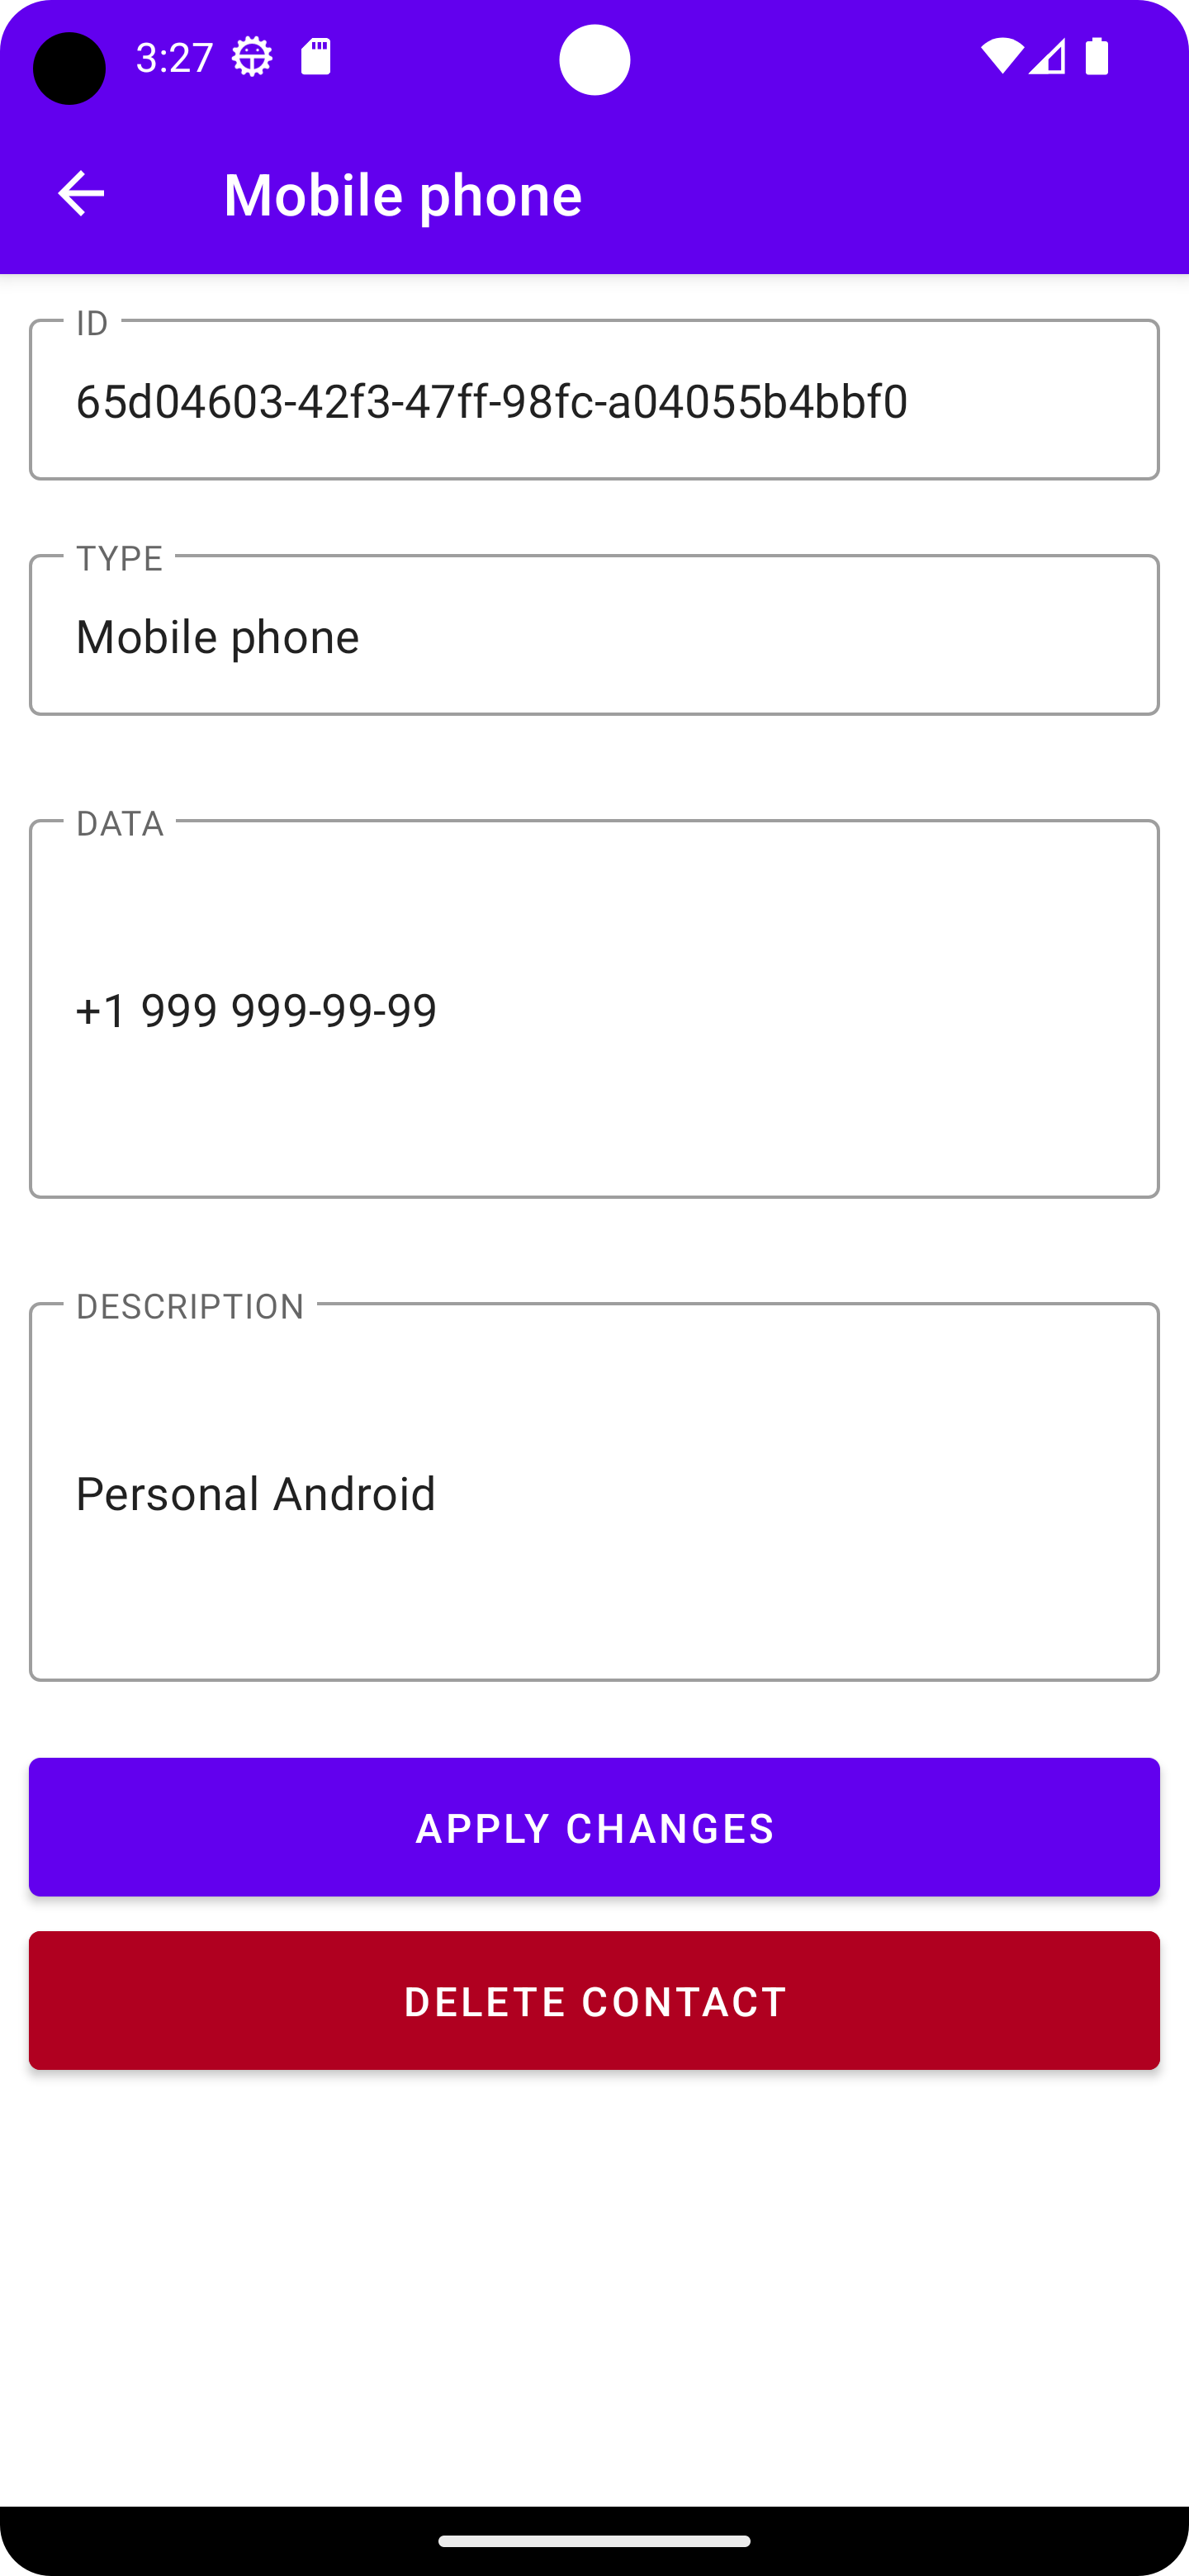 3:27
Mobile phone
ID
65d04603-42f3-47ff-98fc-a04055b4bbf0
TYPE
Mobile phone
DATA
+1 999 999-99-99
DESCRIPTION
Personal Android
APPLY CHANGES
DELETE CONTACT